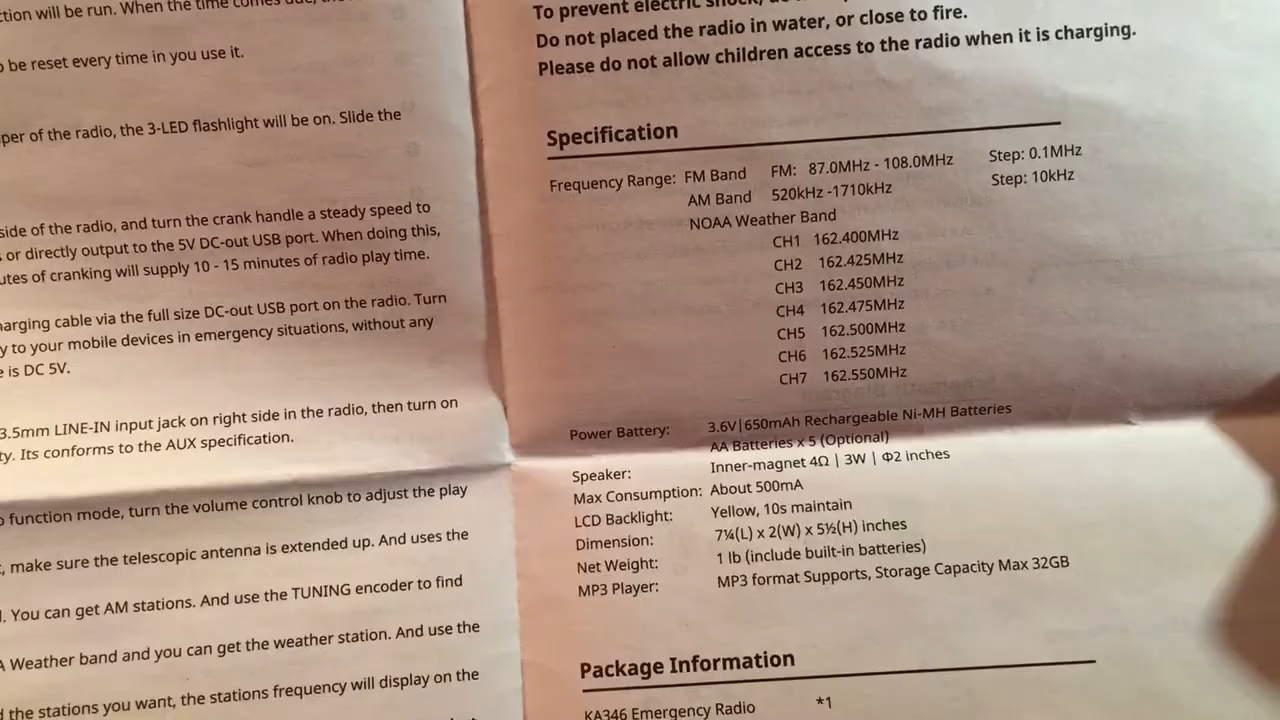 ction will be run. When the time comes
o be reset every time in you use it.
per of the radio, the 3-LED flashlight will be on. Slide the
side of the radio, and turn the crank handle a steady speed to
or directly output to the 5V DC-out USB port. When doing this,
utes of cranking will supply 10 - 15 minutes of radio play time.
harging cable via the full size DC-out USB port on the radio. Turn
y to your mobile devices in emergency situations, without any
e is DC 5V.
3.5mm LINE-IN input jack on right side in the radio, then turn on
ty. Its conforms to the AUX specification.
o function mode, turn the volume control knob to adjust the play
, make sure the telescopic antenna is extended up. And uses the
. You can get AM stations. And use the TUNING encoder to find
A Weather band and you can get the weather station. And use the
d the stations you want, the stations frequency will display on the
To prevent electric shock,
Do not placed the radio in water, or close to fire.
Please do not allow children access to the radio when it is charging.
Specification
Frequency Range: FM Band FM: 87.0MHz - 108.0MHz Step: 0.1MHz
AM Band 520kHz -1710kHz Step: 10kHz
NOAA Weather Band
CH1 162.400MHz
CH2 162.425MHz
CH3 162.450MHz
CH4 162.475MHz
CH5 162.500MHz
CH6 162.525MHz
CH7 162.550MHz
Power Battery: 3.6V|650mAh Rechargeable Ni-MH Batteries
AA Batteries x 5 (Optional)
Speaker: Inner-magnet 4Ω | 3W | Φ2 inches
Max Consumption: About 500mA
LCD Backlight: Yellow, 10s maintain
Dimension: 7¼(L) x 2(W) x 5½(H) inches
Net Weight: 1 lb (include built-in batteries)
MP3 Player: MP3 format Supports, Storage Capacity Max 32GB
Package Information
KA346 Emergency Radio *1